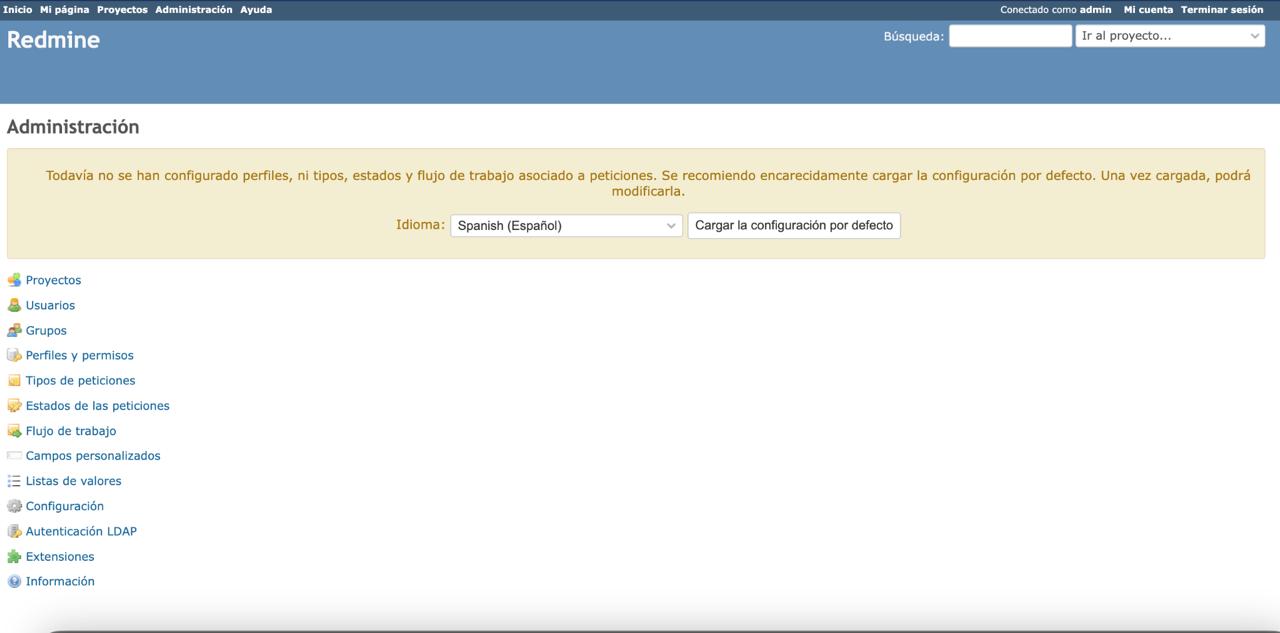 Inicio Mi página Proyectos Administración Ayuda Conectado como admin Mi cuenta Terminar sesión
Redmine Búsqueda: Ir al proyecto...
Administración
Todavía no se han configurado perfiles, ni tipos, estados y flujo de trabajo asociado a peticiones. Se recomiendo encarecidamente cargar la configuración por defecto. Una vez cargada, podrá
modificarla.
Idioma: Spanish (Español) Cargar la configuración por defecto
Proyectos
Usuarios
Grupos
Perfiles y permisos
Tipos de peticiones
Estados de las peticiones
Flujo de trabajo
Campos personalizados
Listas de valores
Configuración
Autenticación LDAP
Extensiones
Información